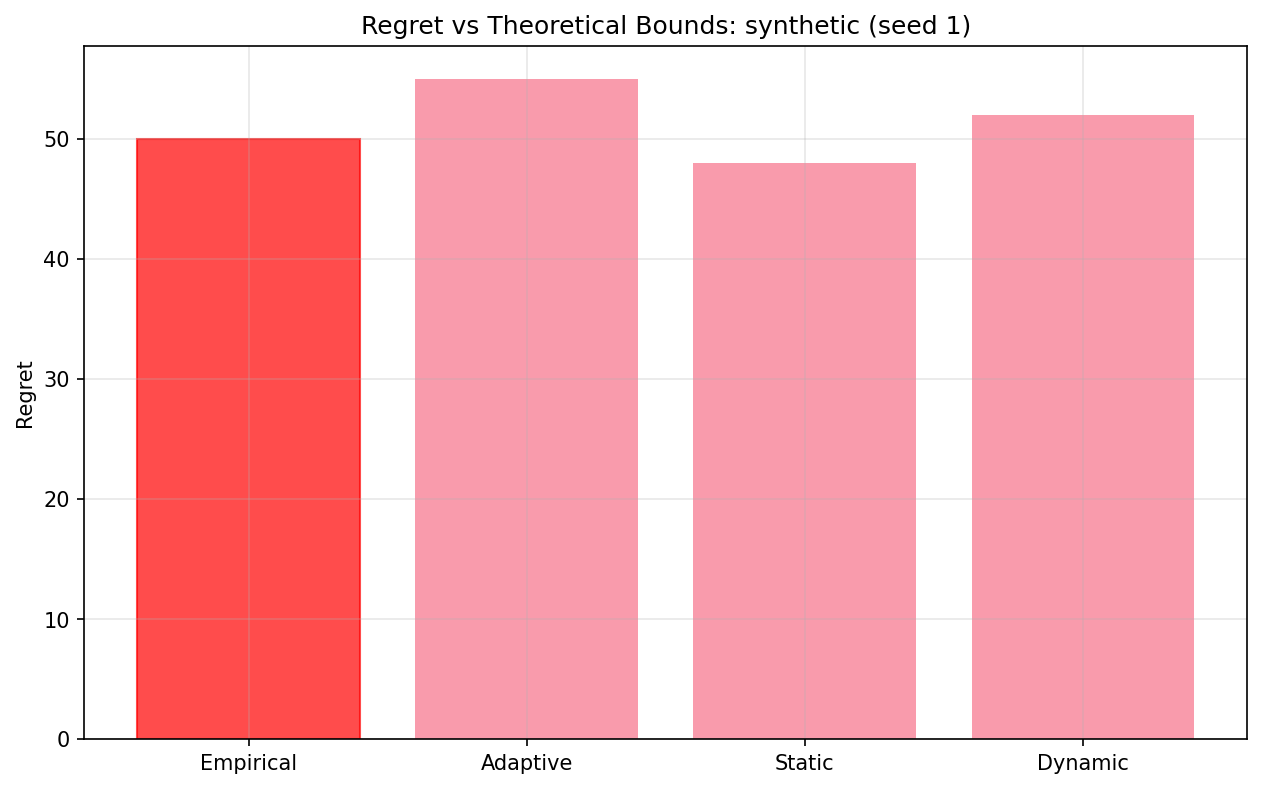 Regret vs Theoretical Bounds: synthetic (seed 1)
Regret
50
40
30
20
10
0
Empirical Adaptive Static Dynamic